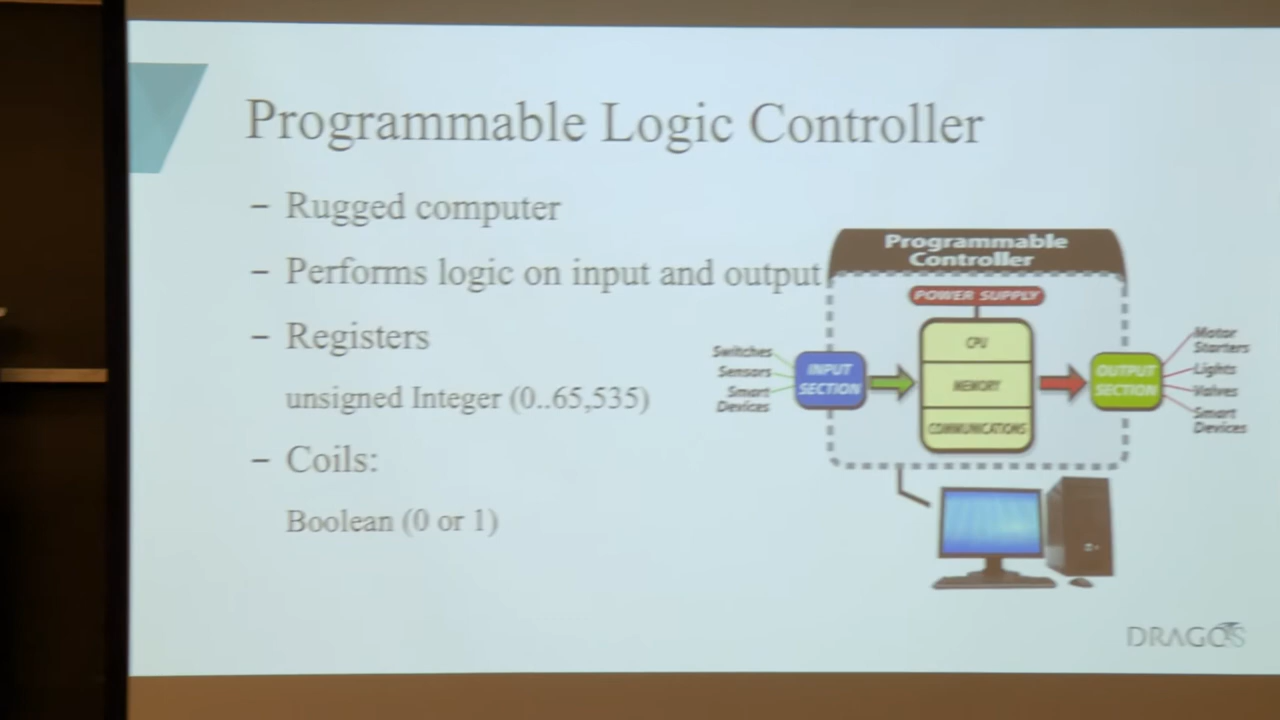 Programmable Logic Controller
– Rugged computer
– Performs logic on input and output
– Registers
unsigned Integer (0..65,535)
– Coils:
Boolean (0 or 1)
Programmable
Controller
POWER SUPPLY
CPU
MEMORY
COMMUNICATIONS
Switches
Sensors
Smart
Devices
INPUT
SECTION
OUTPUT
SECTION
Motor
Starters
Lights
Valves
Smart
Devices
DRAGOS